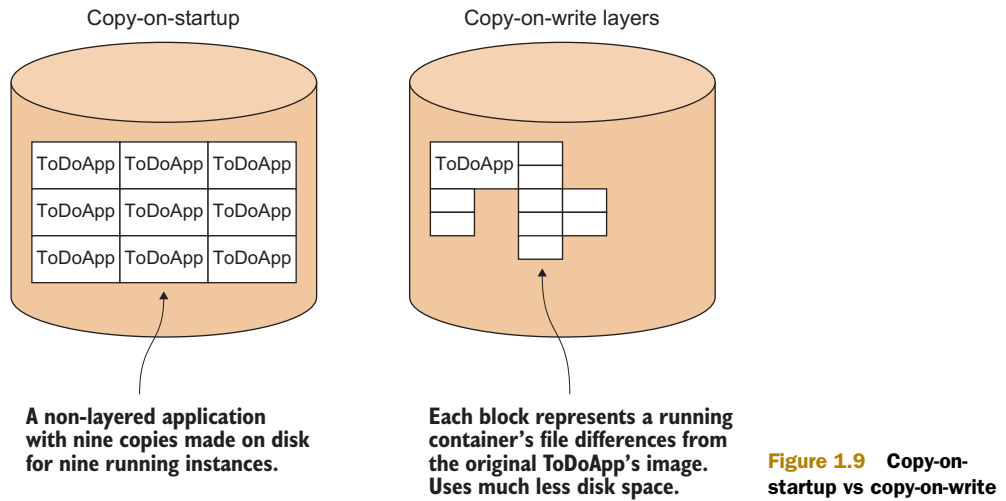 Copy-on-startup
Copy-on-write layers
ToDoApp ToDoApp ToDoApp
ToDoApp ToDoApp ToDoApp
ToDoApp ToDoApp ToDoApp
ToDoApp
A non-layered application
with nine copies made on disk
for nine running instances.
Each block represents a running
container's file differences from
the original ToDoApp's image.
Uses much less disk space.
Figure 1.9 Copy-on-
startup vs copy-on-write